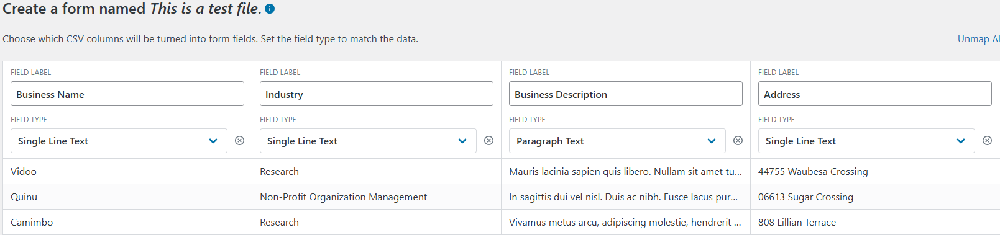 Create a form named This is a test file.
Choose which CSV columns will be turned into form fields. Set the field type to match the data.
Unmap Al
FIELD LABEL FIELD LABEL FIELD LABEL FIELD LABEL
Business Name Industry Business Description Address
FIELD TYPE FIELD TYPE FIELD TYPE FIELD TYPE
Single Line Text Single Line Text Paragraph Text Single Line Text
Vidoo Research Mauris lacinia sapien quis libero. Nullam sit amet tu... 44755 Waubesa Crossing
Quinu Non-Profit Organization Management In sagittis dui vel nisl. Duis ac nibh. Fusce lacus pur... 06613 Sugar Crossing
Camimbo Research Vivamus metus arcu, adipiscing molestie, hendrerit ... 808 Lillian Terrace